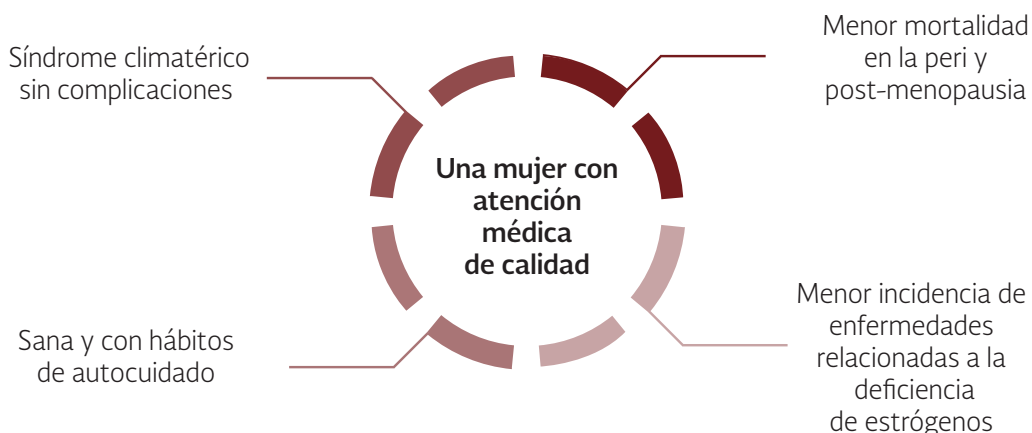 Síndrome climatérico
sin complicaciones
Menor mortalidad
en la peri y
post-menopausia
Una mujer con
atención
médica
de calidad
Sana y con hábitos
de autocuidado
Menor incidencia de
enfermedades
relacionadas a la
deficiencia
de estrógenos